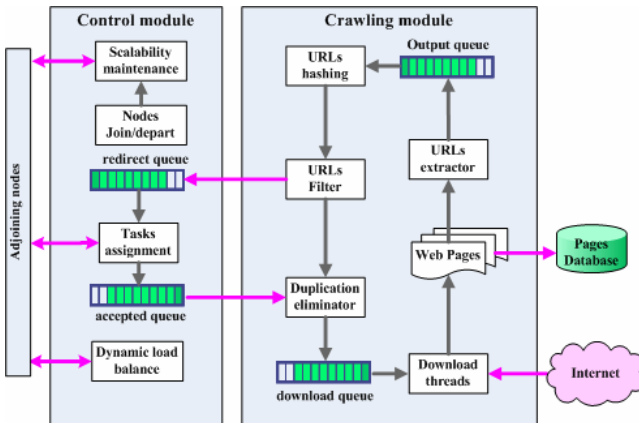 Control module
Crawling module
Adjoining nodes
Scalability
maintenance
Nodes
Join/depart
redirect queue
Tasks
assignment
accepted queue
Dynamic load
balance
URLs
hashing
Output queue
URLs
Filter
URLs
extractor
Web Pages
Pages
Database
Duplication
eliminator
download queue
Download
threads
Internet